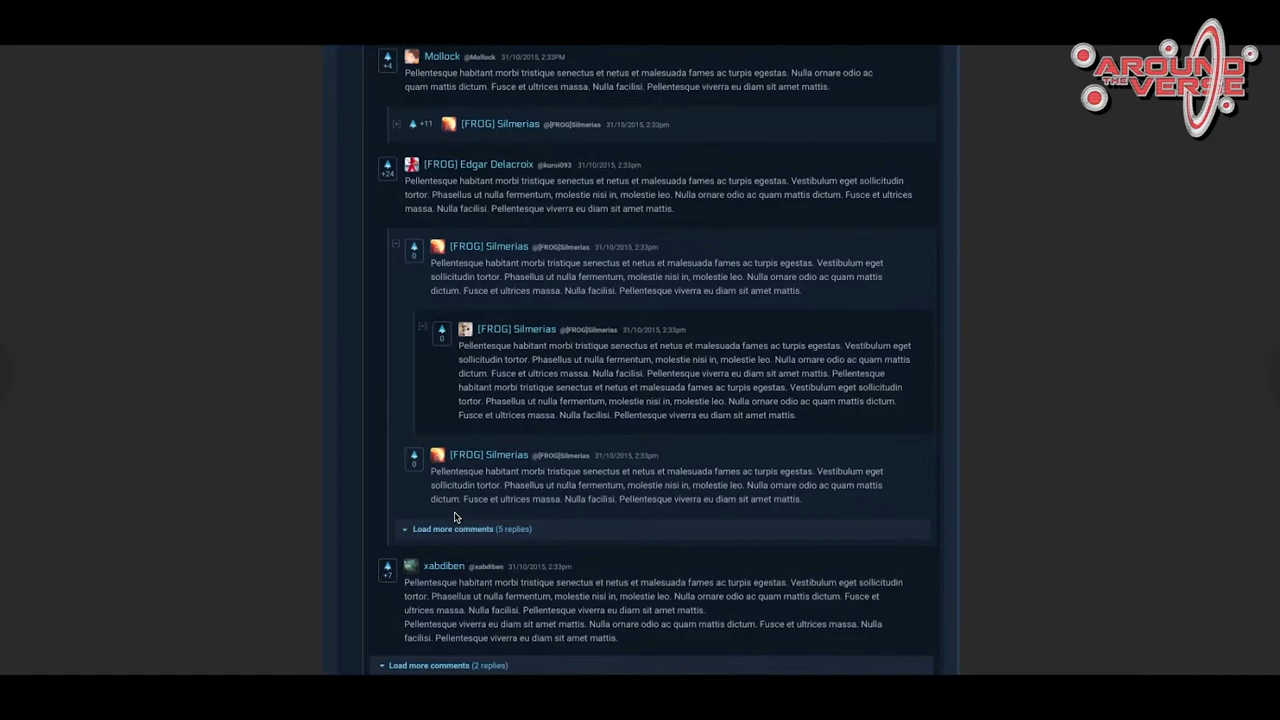 AROUND
THE VERSE
Mollock @Mollock 31/10/2015, 2:33PM
+4
Pellentesque habitant morbi tristique senectus et netus et malesuada fames ac turpis egestas. Nulla ornare odio ac
quam mattis dictum. Fusce et ultrices massa. Nulla facilisi. Pellentesque viverra eu diam sit amet mattis.
+11 [FROG] Silmerias @[FROG]Silmerias 31/10/2015, 2:33pm
[FROG] Edgar Delacroix @kuroi093 31/10/2015, 2:33pm
+24
Pellentesque habitant morbi tristique senectus et netus et malesuada fames ac turpis egestas. Vestibulum eget sollicitudin
tortor. Phasellus ut nulla fermentum, molestie nisi in, molestie leo. Nulla ornare odio ac quam mattis dictum. Fusce et ultrices
massa. Nulla facilisi. Pellentesque viverra eu diam sit amet mattis.
[FROG] Silmerias @[FROG]Silmerias 31/10/2015, 2:33pm
0
Pellentesque habitant morbi tristique senectus et netus et malesuada fames ac turpis egestas. Vestibulum eget
sollicitudin tortor. Phasellus ut nulla fermentum, molestie nisi in, molestie leo. Nulla ornare odio ac quam mattis
dictum. Fusce et ultrices massa. Nulla facilisi. Pellentesque viverra eu diam sit amet mattis.
[FROG] Silmerias @[FROG]Silmerias 31/10/2015, 2:33pm
0
Pellentesque habitant morbi tristique senectus et netus et malesuada fames ac turpis egestas. Vestibulum eget
sollicitudin tortor. Phasellus ut nulla fermentum, molestie nisi in, molestie leo. Nulla ornare odio ac quam mattis
dictum. Fusce et ultrices massa. Nulla facilisi. Pellentesque viverra eu diam sit amet mattis. Pellentesque
habitant morbi tristique senectus et netus et malesuada fames ac turpis egestas. Vestibulum eget sollicitudin
tortor. Phasellus ut nulla fermentum, molestie nisi in, molestie leo. Nulla ornare odio ac quam mattis dictum.
Fusce et ultrices massa. Nulla facilisi. Pellentesque viverra eu diam sit amet mattis.
[FROG] Silmerias @[FROG]Silmerias 31/10/2015, 2:33pm
0
Pellentesque habitant morbi tristique senectus et netus et malesuada fames ac turpis egestas. Vestibulum eget
sollicitudin tortor. Phasellus ut nulla fermentum, molestie nisi in, molestie leo. Nulla ornare odio ac quam mattis
dictum. Fusce et ultrices massa. Nulla facilisi. Pellentesque viverra eu diam sit amet mattis.
Load more comments (5 replies)
xabdiben @xabdiben 31/10/2015, 2:33pm
+7
Pellentesque habitant morbi tristique senectus et netus et malesuada fames ac turpis egestas. Vestibulum eget sollicitudin
tortor. Phasellus ut nulla fermentum, molestie nisi in, molestie leo. Nulla ornare odio ac quam mattis dictum. Fusce et
ultrices massa. Nulla facilisi. Pellentesque viverra eu diam sit amet mattis.
Pellentesque viverra eu diam sit amet mattis. Nulla ornare odio ac quam mattis dictum. Fusce et ultrices massa. Nulla
facilisi. Pellentesque viverra eu diam sit amet mattis.
Load more comments (2 replies)